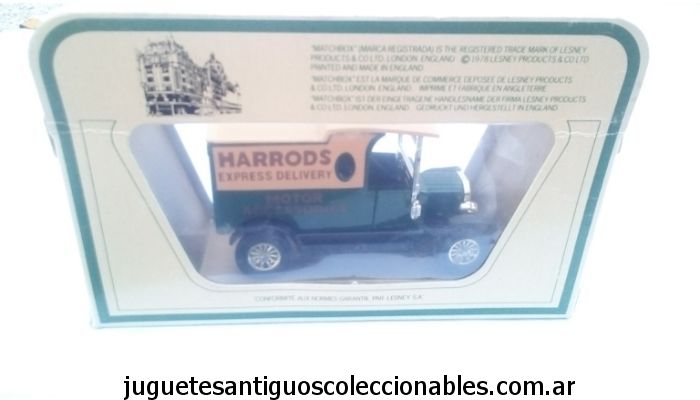 "MATCHBOX" (MARCA REGISTRADA) IS THE REGISTERED TRADE MARK OF LESNEY
PRODUCTS & CO LTD. LONDON. ENGLAND © 1978 LESNEY PRODUCTS & CO LTD
PRINTED AND MADE IN ENGLAND
"MATCHBOX" EST LA MARQUE DE COMMERCE DEPOSEE DE LESNEY PRODUCTS
& CO LTD. LONDON. ENGLAND IMPRIME ET FABRIQUE EN ANGLETERRE
"MATCHBOX" IST DER EINGETRAGENE HANDELSNAME DER FIRMA LESNEY PRODUCTS
& CO LTD. LONDON. ENGLAND GEDRUCKT UND HERGESTELLT IN ENGLAND
HARRODS
EXPRESS DELIVERY
MOTOR
ACCESSORIES
CONFORMITÉ AUX NORMES GARANTIE, PNT LESNEY S.A.
juguetesantiguoscoleccionables.com.ar